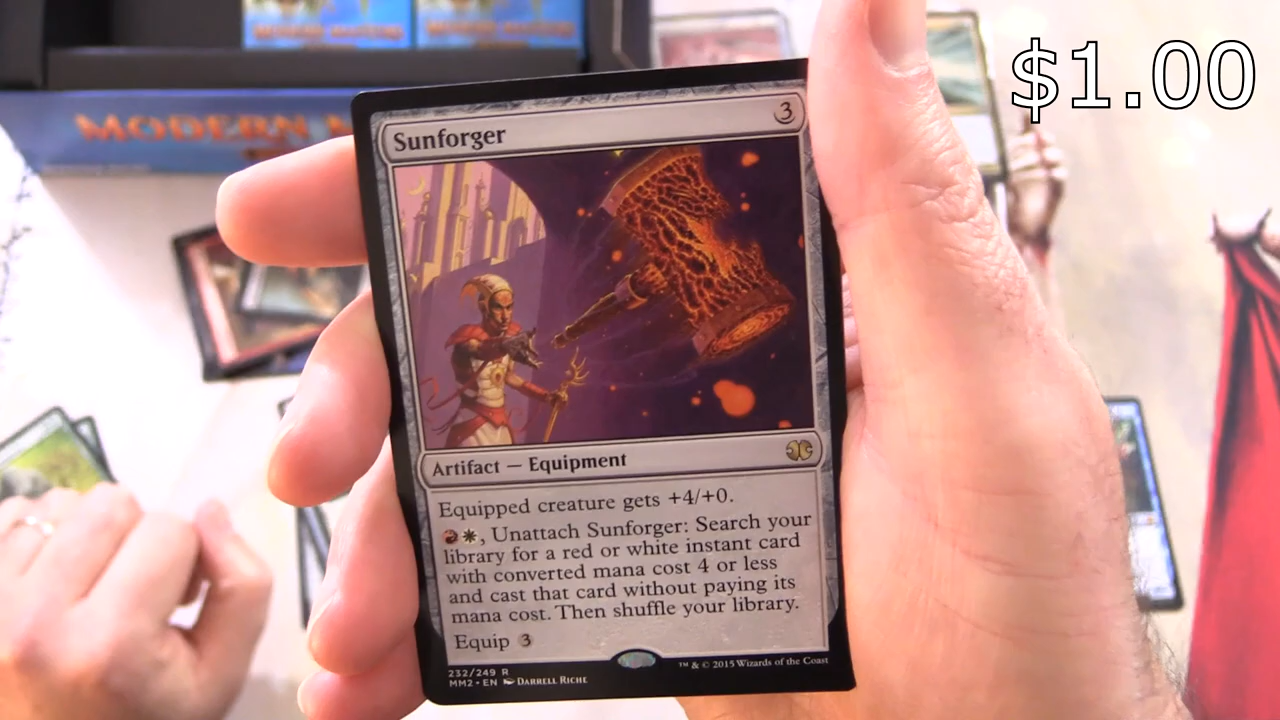 $1.00
MODERN M
Sunforger 3
Artifact — Equipment
Equipped creature gets +4/+0.
, Unattach Sunforger: Search your
library for a red or white instant card
with converted mana cost 4 or less
and cast that card without paying its
mana cost. Then shuffle your library.
Equip 3
232/249 R
MM2 • EN DARRELL RICHE
™ & © 2015 Wizards of the Coast